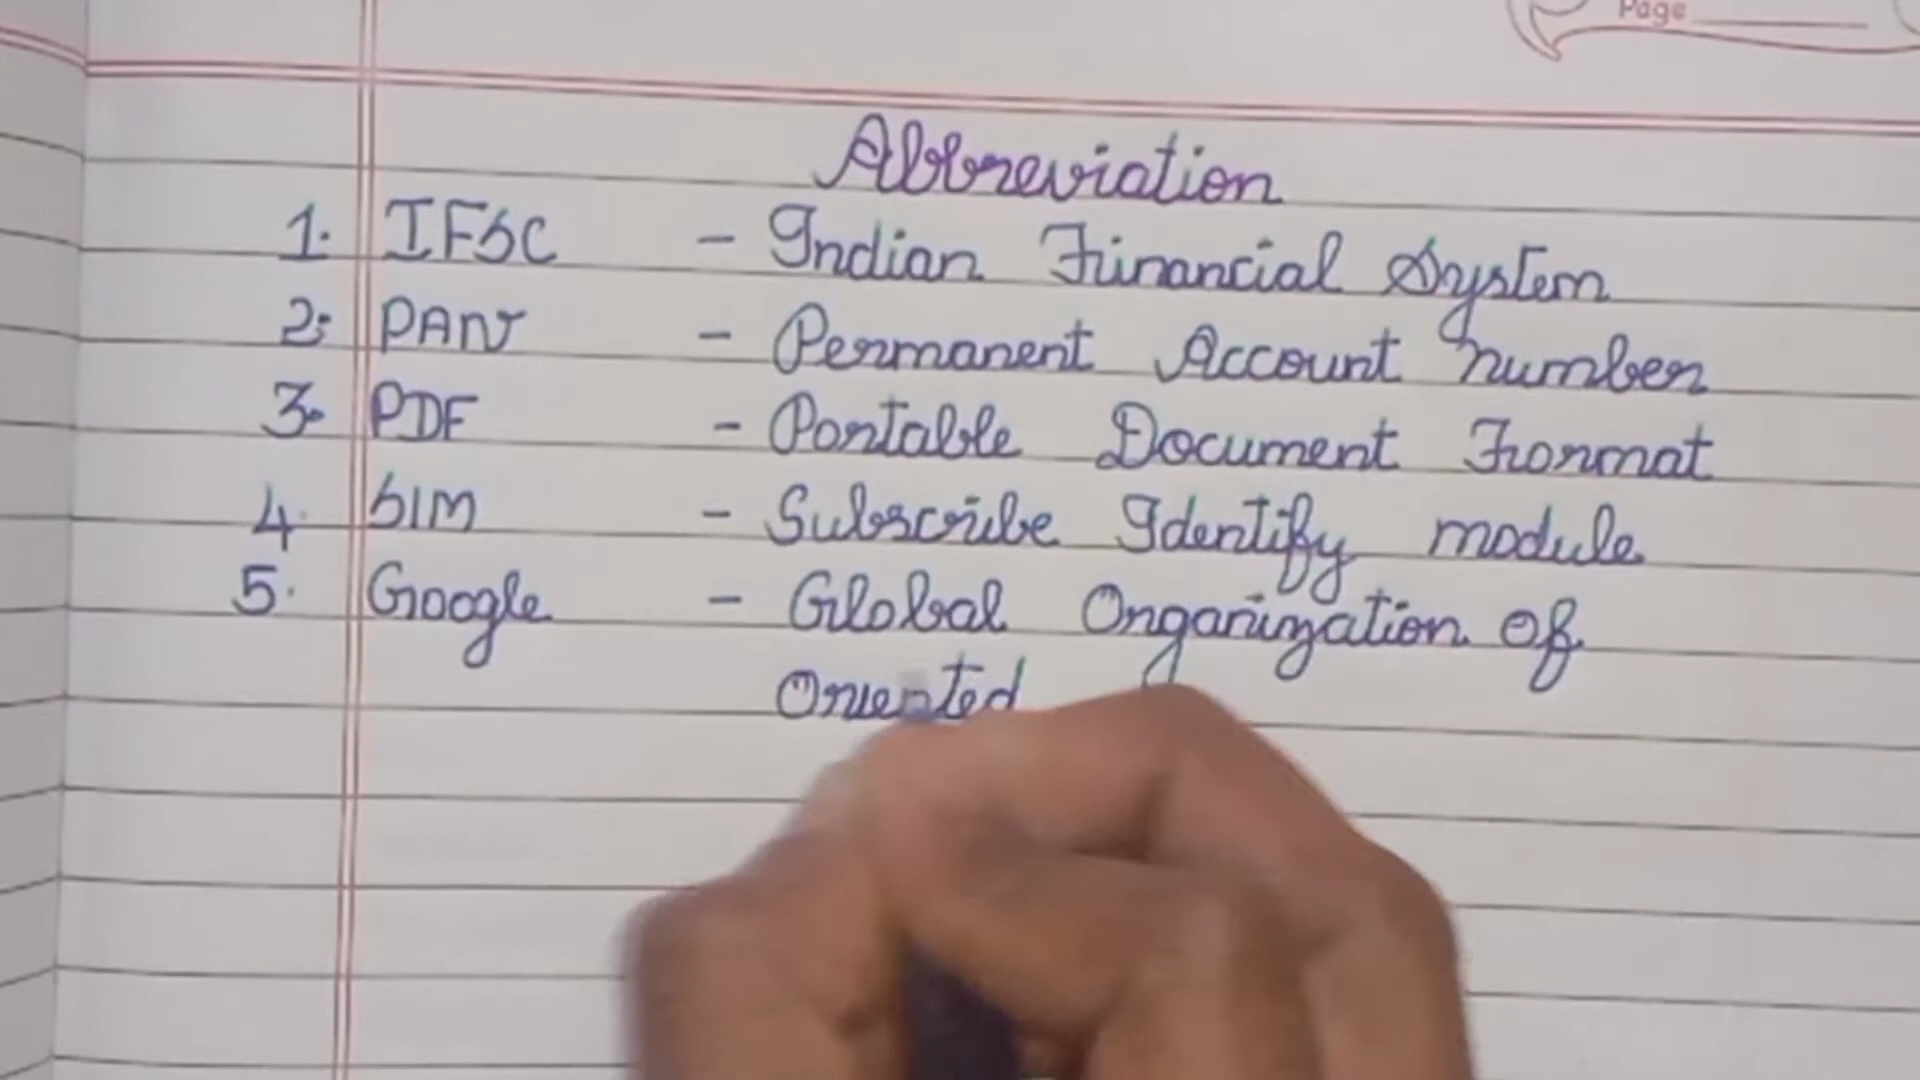 Page
Abbreviation
1. IFSC - Indian Financial System
2. PAN - Permanent Account number
3. PDF - Portable Document Format
4. SIM - Subscribe Identify module
5. Google - Global Organization of
Oriented